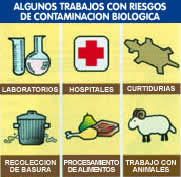 ALGUNOS TRABAJOS CON RIESGOS
DE CONTAMINACION BIOLOGICA
LABORATORIOS
HOSPITALES
CURTIDURIAS
RECOLECCION
DE BASURA
PROCESAMIENTO
DE ALIMENTOS
TRABAJO CON
ANIMALES